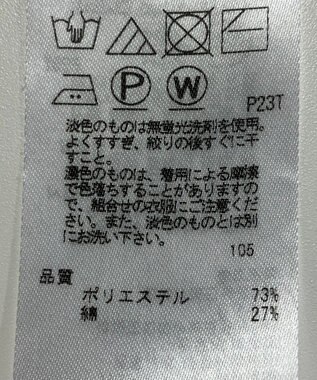 P
W
P23T
淡色のものは無蛍光洗剤を使用。
よくすすぎ、絞りの後すぐに干
すこと。
濃色のものは、着用による摩擦
で色落ちすることがありますの
で、組合せの衣服にご注意くだ
さい。また、淡色のものとは別
にお洗い下さい。
105
品質
ポリエステル 73%
綿 27%